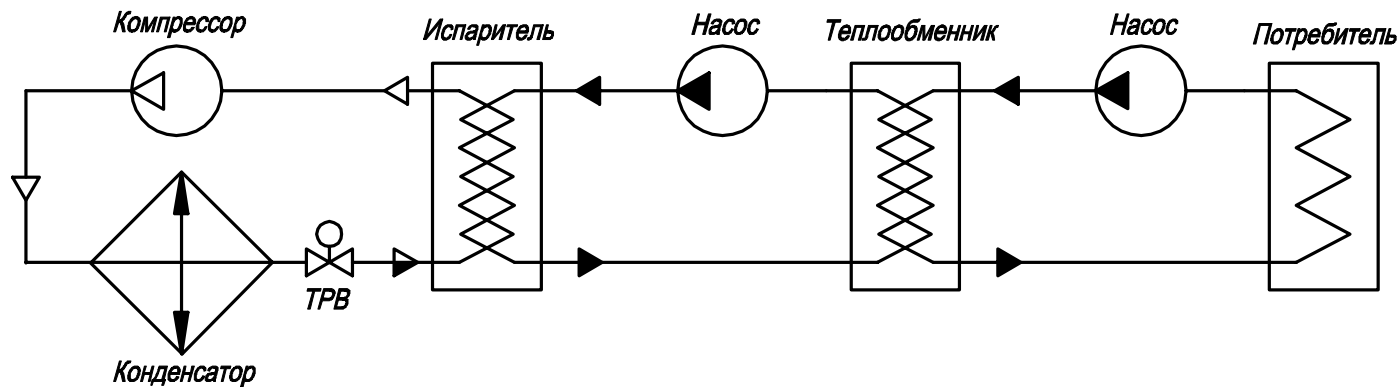 Компрессор
Испаритель
Насос
Теплообменник
Насос
Потребитель
ТРВ
Конденсатор